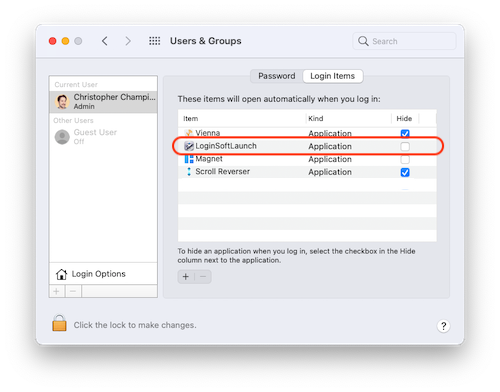 Users & Groups
Search
Password
Login Items
Current User
Christopher Champi...
Admin
Other Users
Guest User
Off
Login Options
These items will open automatically when you log in:
Item Kind Hide
Vienna Application
LoginSoftLaunch Application
Magnet Application
Scroll Reverser Application
To hide an application when you log in, select the checkbox in the Hide
column next to the application.
+ −
+ −
Click the lock to make changes.
?